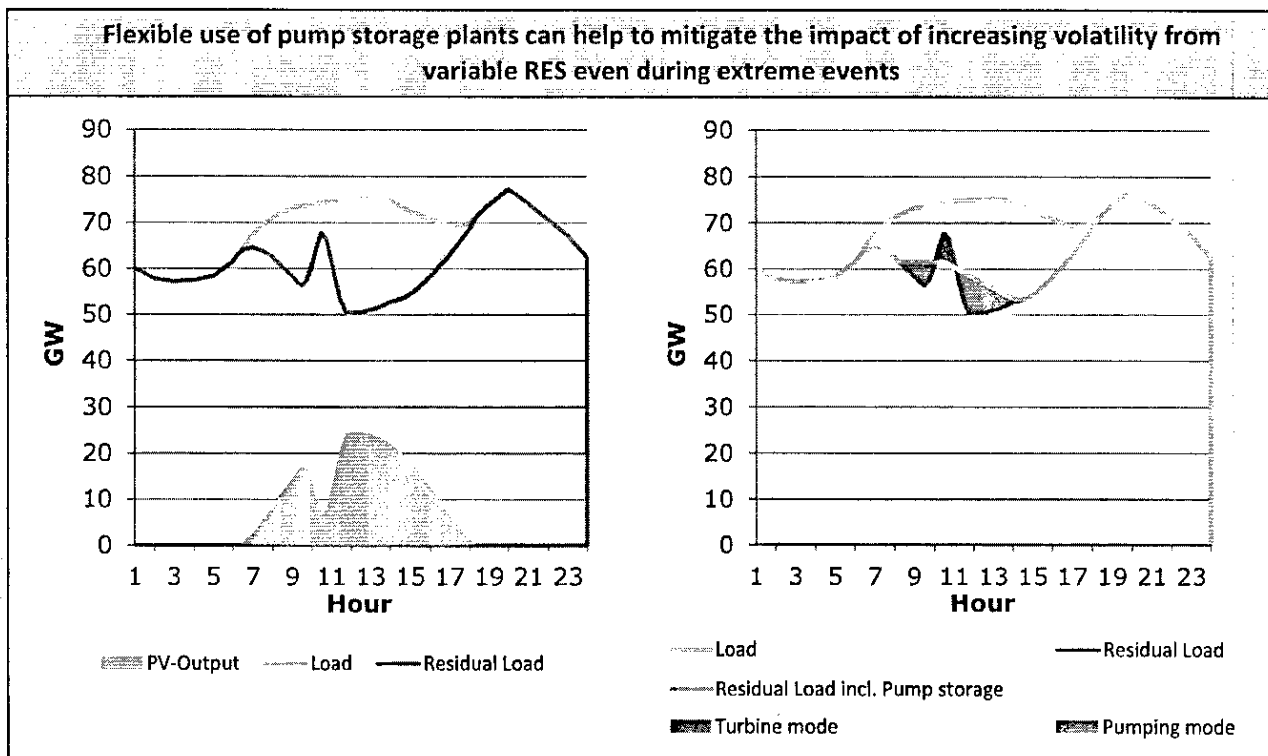 Flexible use of pump storage plants can help to mitigate the impact of increasing volatility from
variable RES even during extreme events
90
80
70
60
50
40
30
20
10
0
GW
1 3 5 7 9 11 13 15 17 19 21 23
Hour
PV-Output Load Residual Load
90
80
70
60
50
40
30
20
10
0
GW
1 3 5 7 9 11 13 15 17 19 21 23
Hour
Load Residual Load
Residual Load incl. Pump storage
Turbine mode Pumping mode